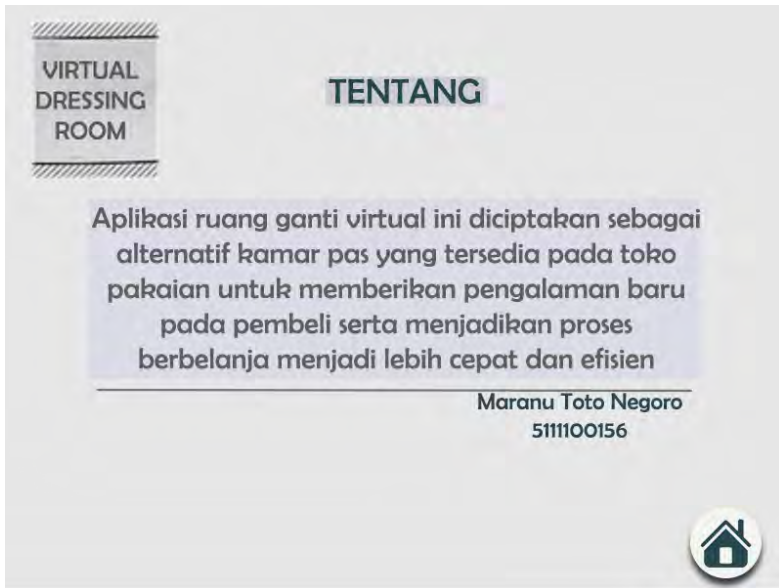 VIRTUAL
DRESSING
ROOM
TENTANG
Aplikasi ruang ganti virtual ini diciptakan sebagai
alternatif kamar pas yang tersedia pada toko
pakaian untuk memberikan pengalaman baru
pada pembeli serta menjadikan proses
berbelanja menjadi lebih cepat dan efisien
Maranu Toto Negoro
5111100156